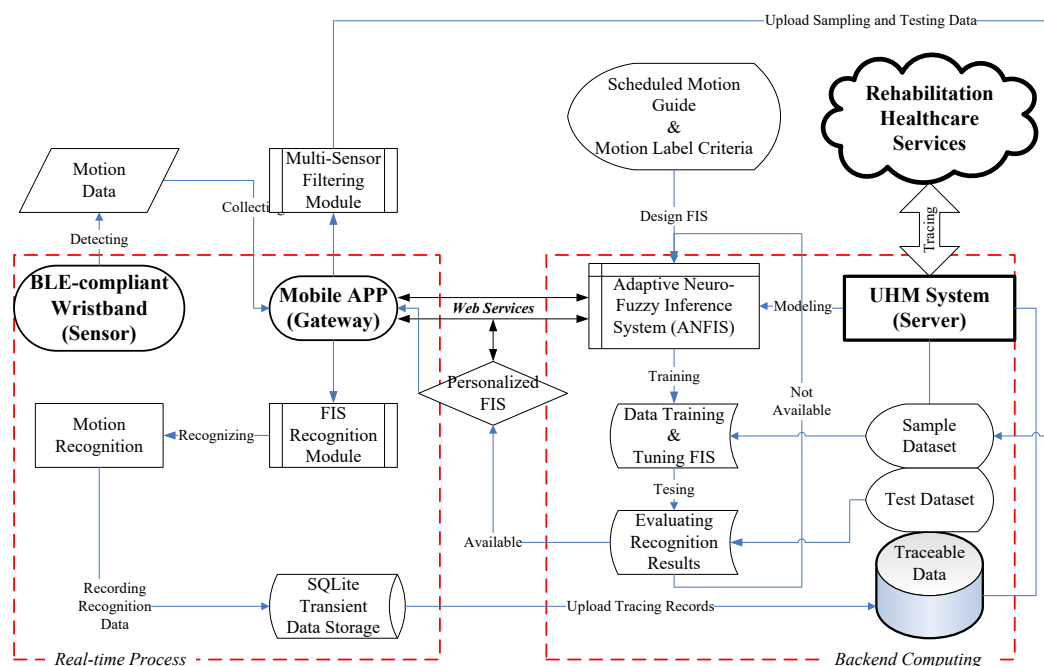 Upload Sampling and Testing Data
Scheduled Motion
Guide
&
Motion Label Criteria
Rehabilitation
Healthcare
Services
Motion
Data
Multi-Sensor
Filtering
Module
Collecting
Detecting
Design FIS
Tracing
BLE-compliant
Wristband
(Sensor)
Mobile APP
(Gateway)
Web Services
Adaptive Neuro-
Fuzzy Inference
System (ANFIS)
Modeling
UHM System
(Server)
Personalized
FIS
Training
Not
Available
Motion
Recognition
Recognizing
FIS
Recognition
Module
Data Training
&
Tuning FIS
Sample
Dataset
Tesing
Test Dataset
Available
Evaluating
Recognition
Results
Traceable
Data
Recording
Recognition
Data
SQLite
Transient
Data Storage
Upload Tracing Records
Real-time Process
Backend Computing